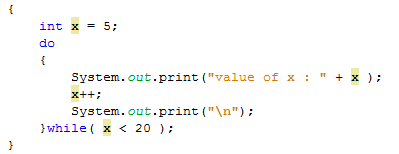 {
    int x = 5;
    do
    {
        System.out.print("value of x : " + x );
        x++;
        System.out.print("\n");
    }while( x < 20 );
}